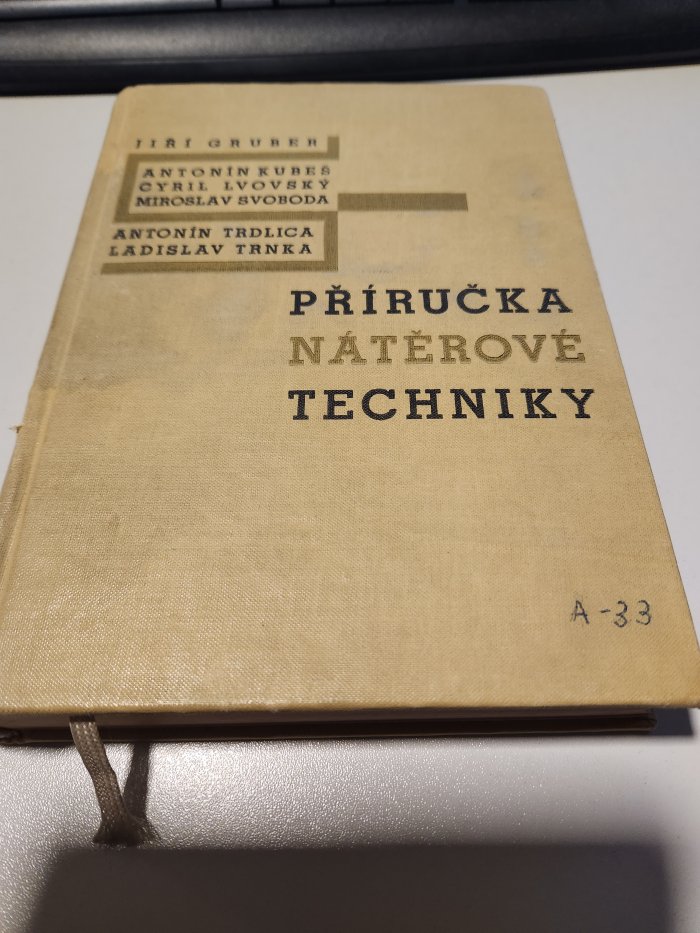 JIŘÍ GRUBER
ANTONÍN KUBEŠ
CYRIL LVOVSKÝ
MIROSLAV SVOBODA
ANTONÍN TRDLICA
LADISLAV TRNKA
PŘÍRUČKA
NÁTĚROVÉ
TECHNIKY
A-33